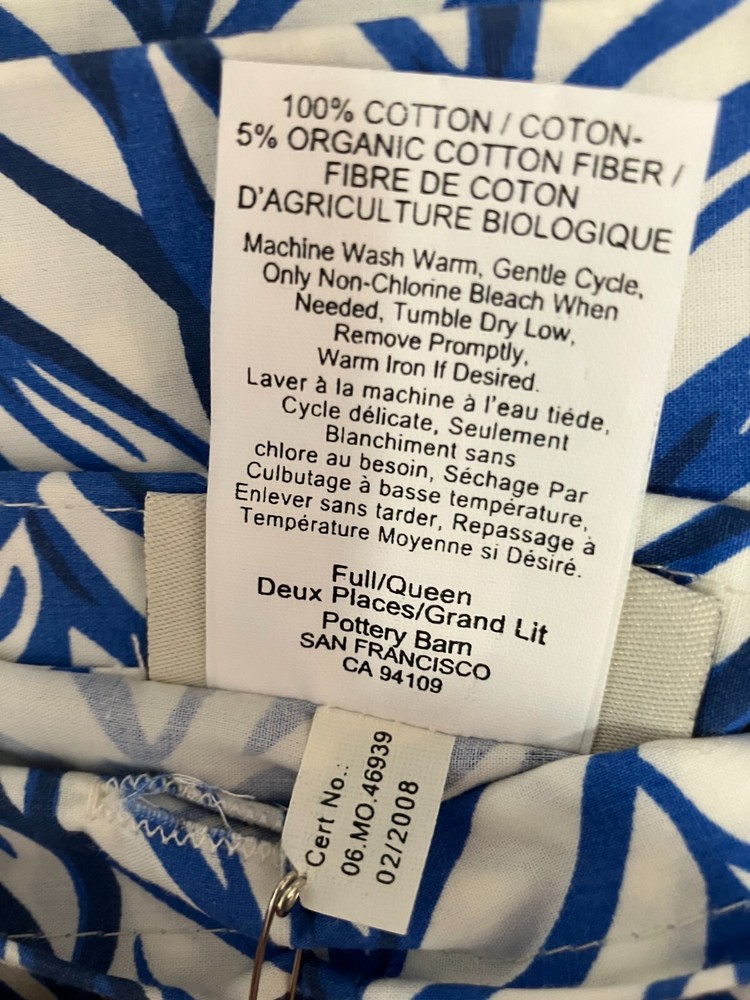 100% COTTON / COTON-
5% ORGANIC COTTON FIBER /
FIBRE DE COTON
D'AGRICULTURE BIOLOGIQUE
Machine Wash Warm, Gentle Cycle,
Only Non-Chlorine Bleach When
Needed, Tumble Dry Low,
Remove Promptly,
Warm Iron If Desired.
Laver à la machine à l'eau tiéde,
Cycle délicate, Seulement
Blanchiment sans
chlore au besoin, Séchage Par
Culbutage à basse température,
Enlever sans tarder, Repassage à
Température Moyenne si Désiré.
Full/Queen
Deux Places/Grand Lit
Pottery Barn
SAN FRANCISCO
CA 94109
Cert No.:
06.MO.46939
02/2008